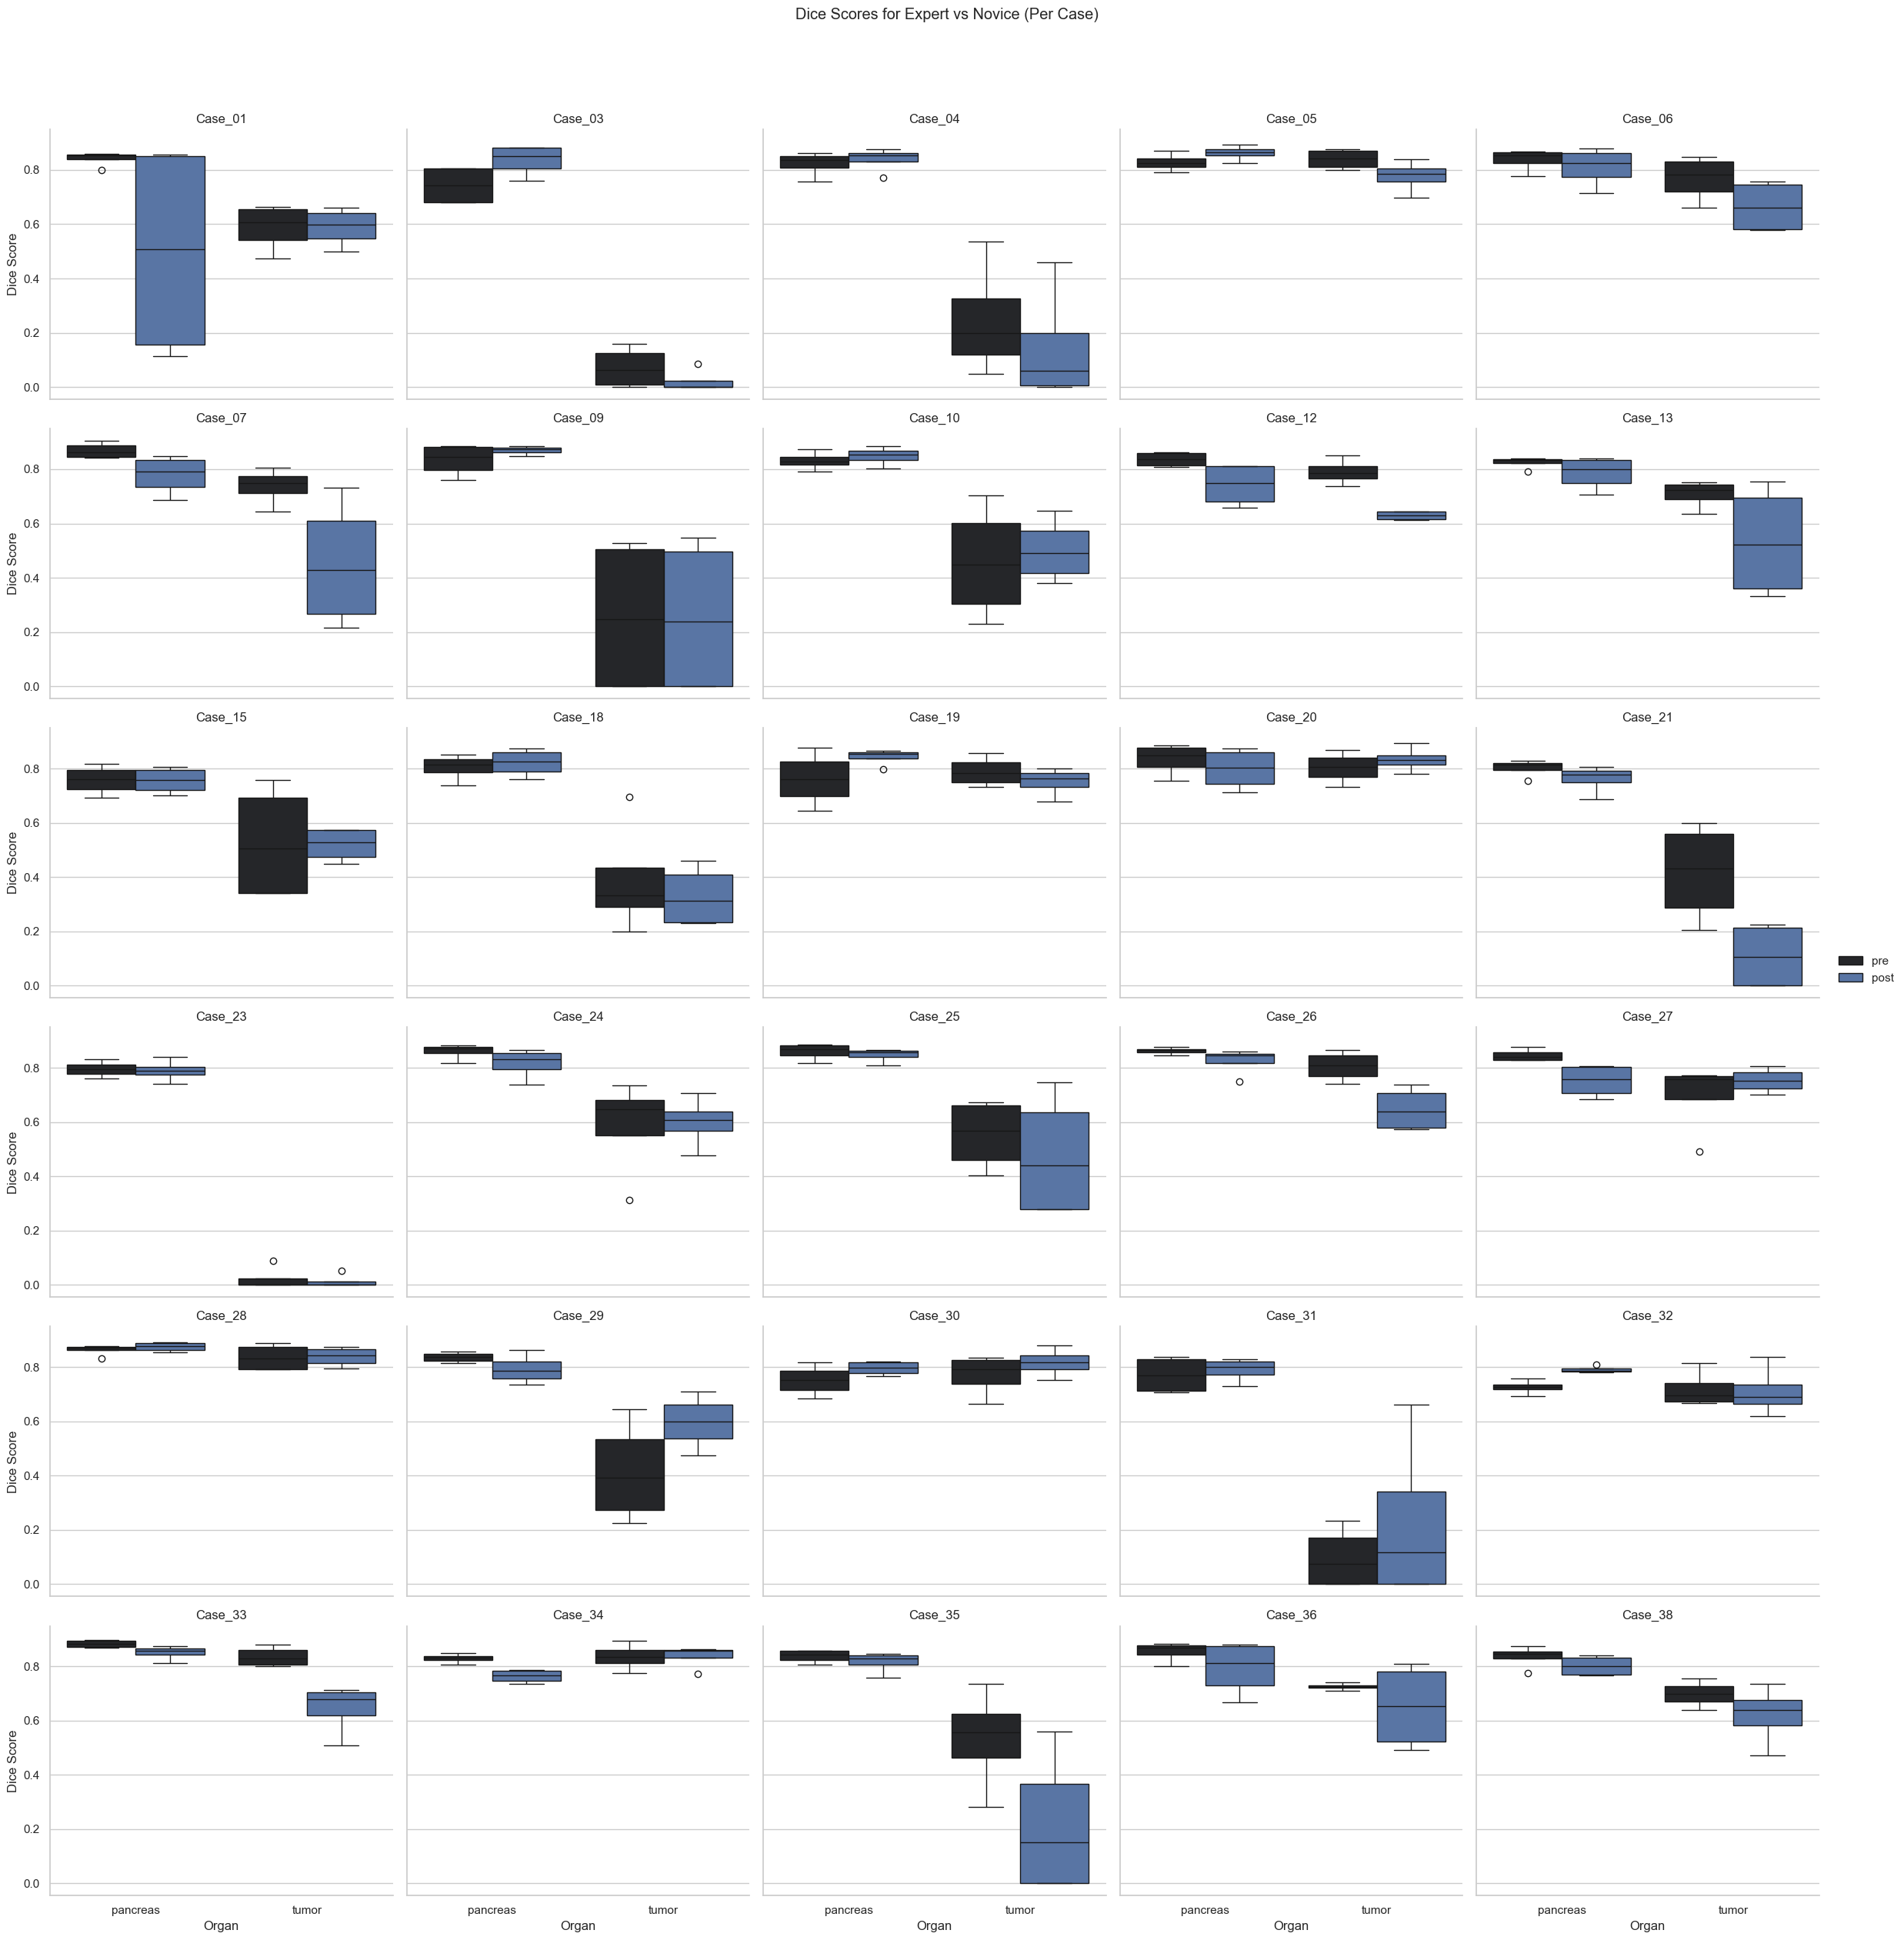 Dice Scores for Expert vs Novice (Per Case)
Case_01 Case_03 Case_04 Case_05 Case_06
Dice Score
0.8
0.6
0.4
0.2
0.0
Case_07 Case_09 Case_10 Case_12 Case_13
Dice Score
0.8
0.6
0.4
0.2
0.0
Case_15 Case_18 Case_19 Case_20 Case_21
Dice Score
0.8
0.6
0.4
0.2
0.0
pre
post
Case_23 Case_24 Case_25 Case_26 Case_27
Dice Score
0.8
0.6
0.4
0.2
0.0
Case_28 Case_29 Case_30 Case_31 Case_32
Dice Score
0.8
0.6
0.4
0.2
0.0
Case_33 Case_34 Case_35 Case_36 Case_38
Dice Score
0.8
0.6
0.4
0.2
0.0
pancreas tumor pancreas tumor pancreas tumor pancreas tumor pancreas tumor
Organ Organ Organ Organ Organ